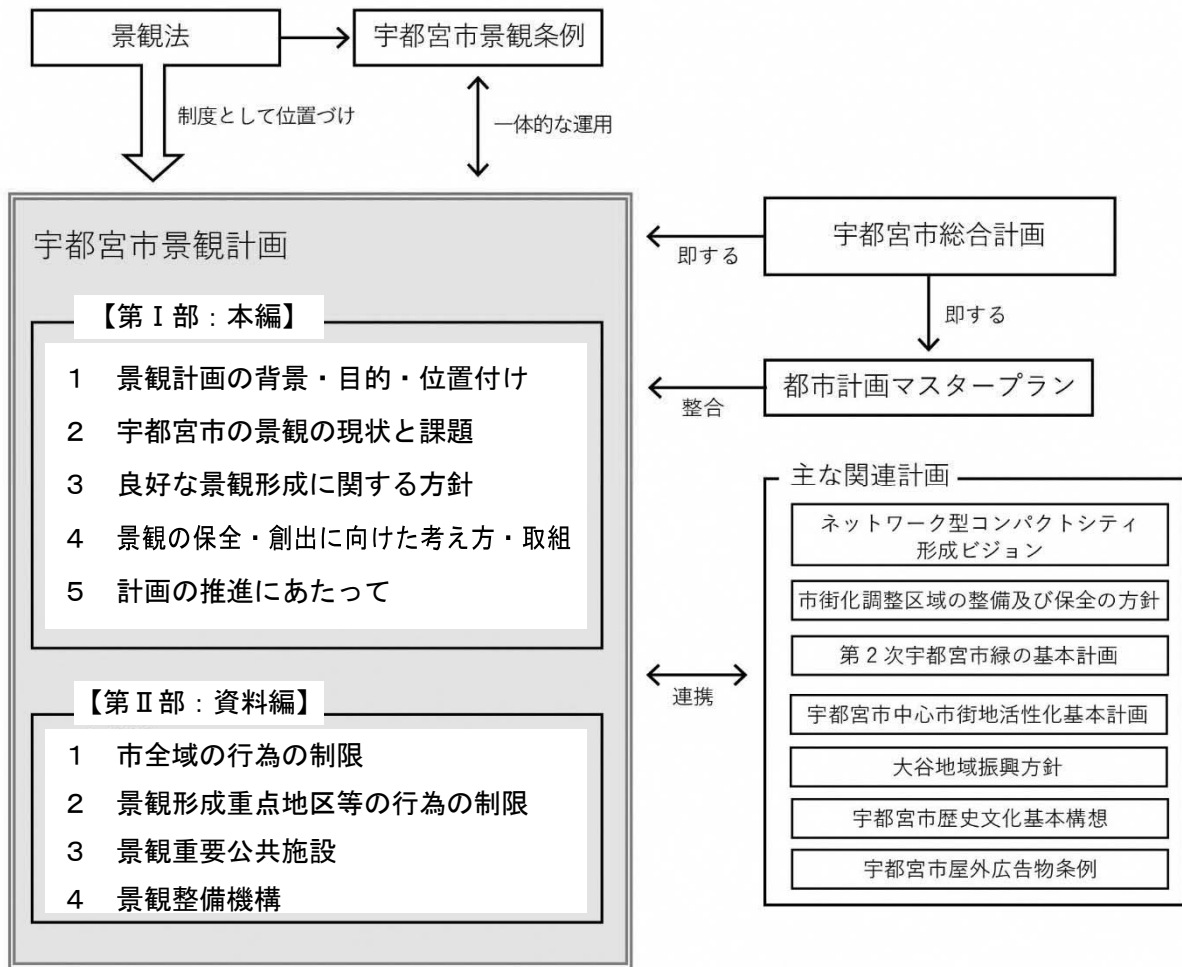 景観法
宇都宮市景観条例
制度として位置づけ
一体的な運用
宇都宮市景観計画
【第Ⅰ部：本編】
1 景観計画の背景・目的・位置付け
2 宇都宮市の景観の現状と課題
3 良好な景観形成に関する方針
4 景観の保全・創出に向けた考え方・取組
5 計画の推進にあたって
【第Ⅱ部：資料編】
1 市全域の行為の制限
2 景観形成重点地区等の行為の制限
3 景観重要公共施設
4 景観整備機構
宇都宮市総合計画
即する
即する
都市計画マスタープラン
整合
主な関連計画
ネットワーク型コンパクトシティ
形成ビジョン
市街化調整区域の整備及び保全の方針
第２次宇都宮市緑の基本計画
連携
宇都宮市中心市街地活性化基本計画
大谷地域振興方針
宇都宮市歴史文化基本構想
宇都宮市屋外広告物条例